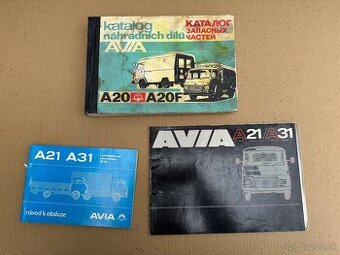 katalog
náhradních dílů
КАТАЛОГ
ЗАПАСНЫХ
ЧАСТЕЙ
AVIA
A20 A20F
A21 A31
návod k obsluze
AVIA
AVIA A21 A31